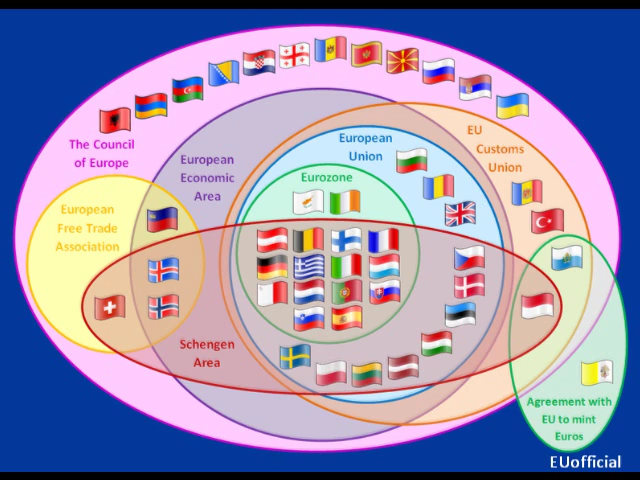 The Council
of Europe
European
Economic
Area
European
Union
EU
Customs
Union
Eurozone
European
Free Trade
Association
Schengen
Area
Agreement with
EU to mint
Euros
EUofficial